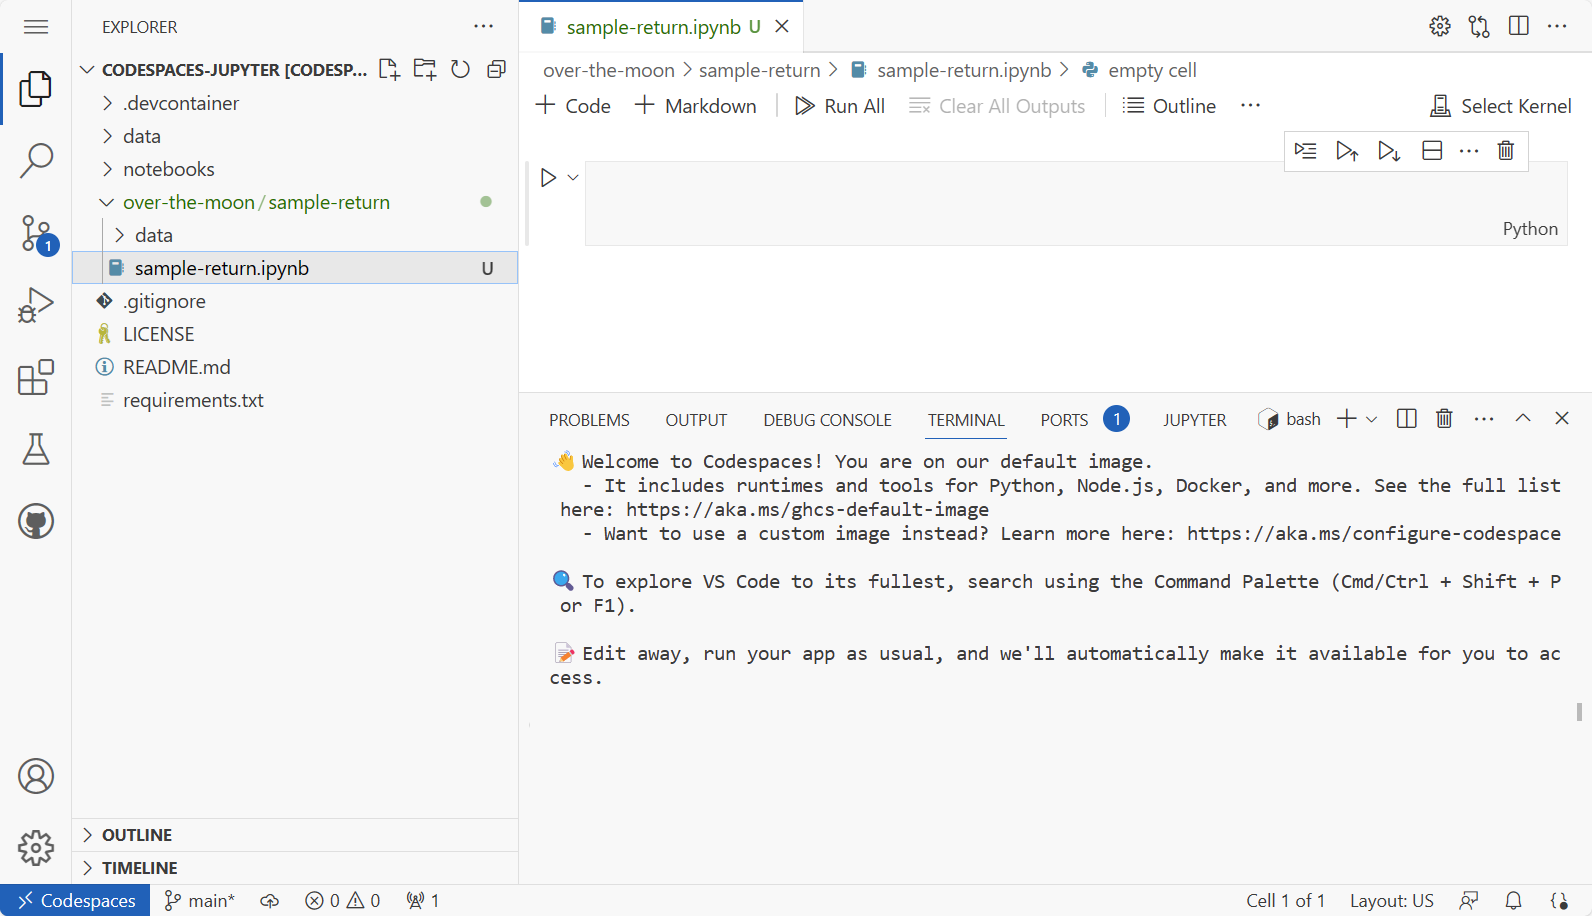 EXPLORER
CODESPACES-JUPYTER [CODESP...
.devcontainer
data
notebooks
over-the-moon / sample-return
data
sample-return.ipynb U
.gitignore
LICENSE
README.md
requirements.txt
OUTLINE
TIMELINE
sample-return.ipynb U
over-the-moon > sample-return > sample-return.ipynb > empty cell
+ Code + Markdown Run All Clear All Outputs Outline ... Select Kernel
Python
PROBLEMS OUTPUT DEBUG CONSOLE TERMINAL PORTS 1 JUPYTER bash
👋 Welcome to Codespaces! You are on our default image.
- It includes runtimes and tools for Python, Node.js, Docker, and more. See the full list
here: https://aka.ms/ghcs-default-image
- Want to use a custom image instead? Learn more here: https://aka.ms/configure-codespace
🔍 To explore VS Code to its fullest, search using the Command Palette (Cmd/Ctrl + Shift + P
or F1).
📝 Edit away, run your app as usual, and we'll automatically make it available for you to ac
cess.
1
Codespaces main* 0 0 1 Cell 1 of 1 Layout: US